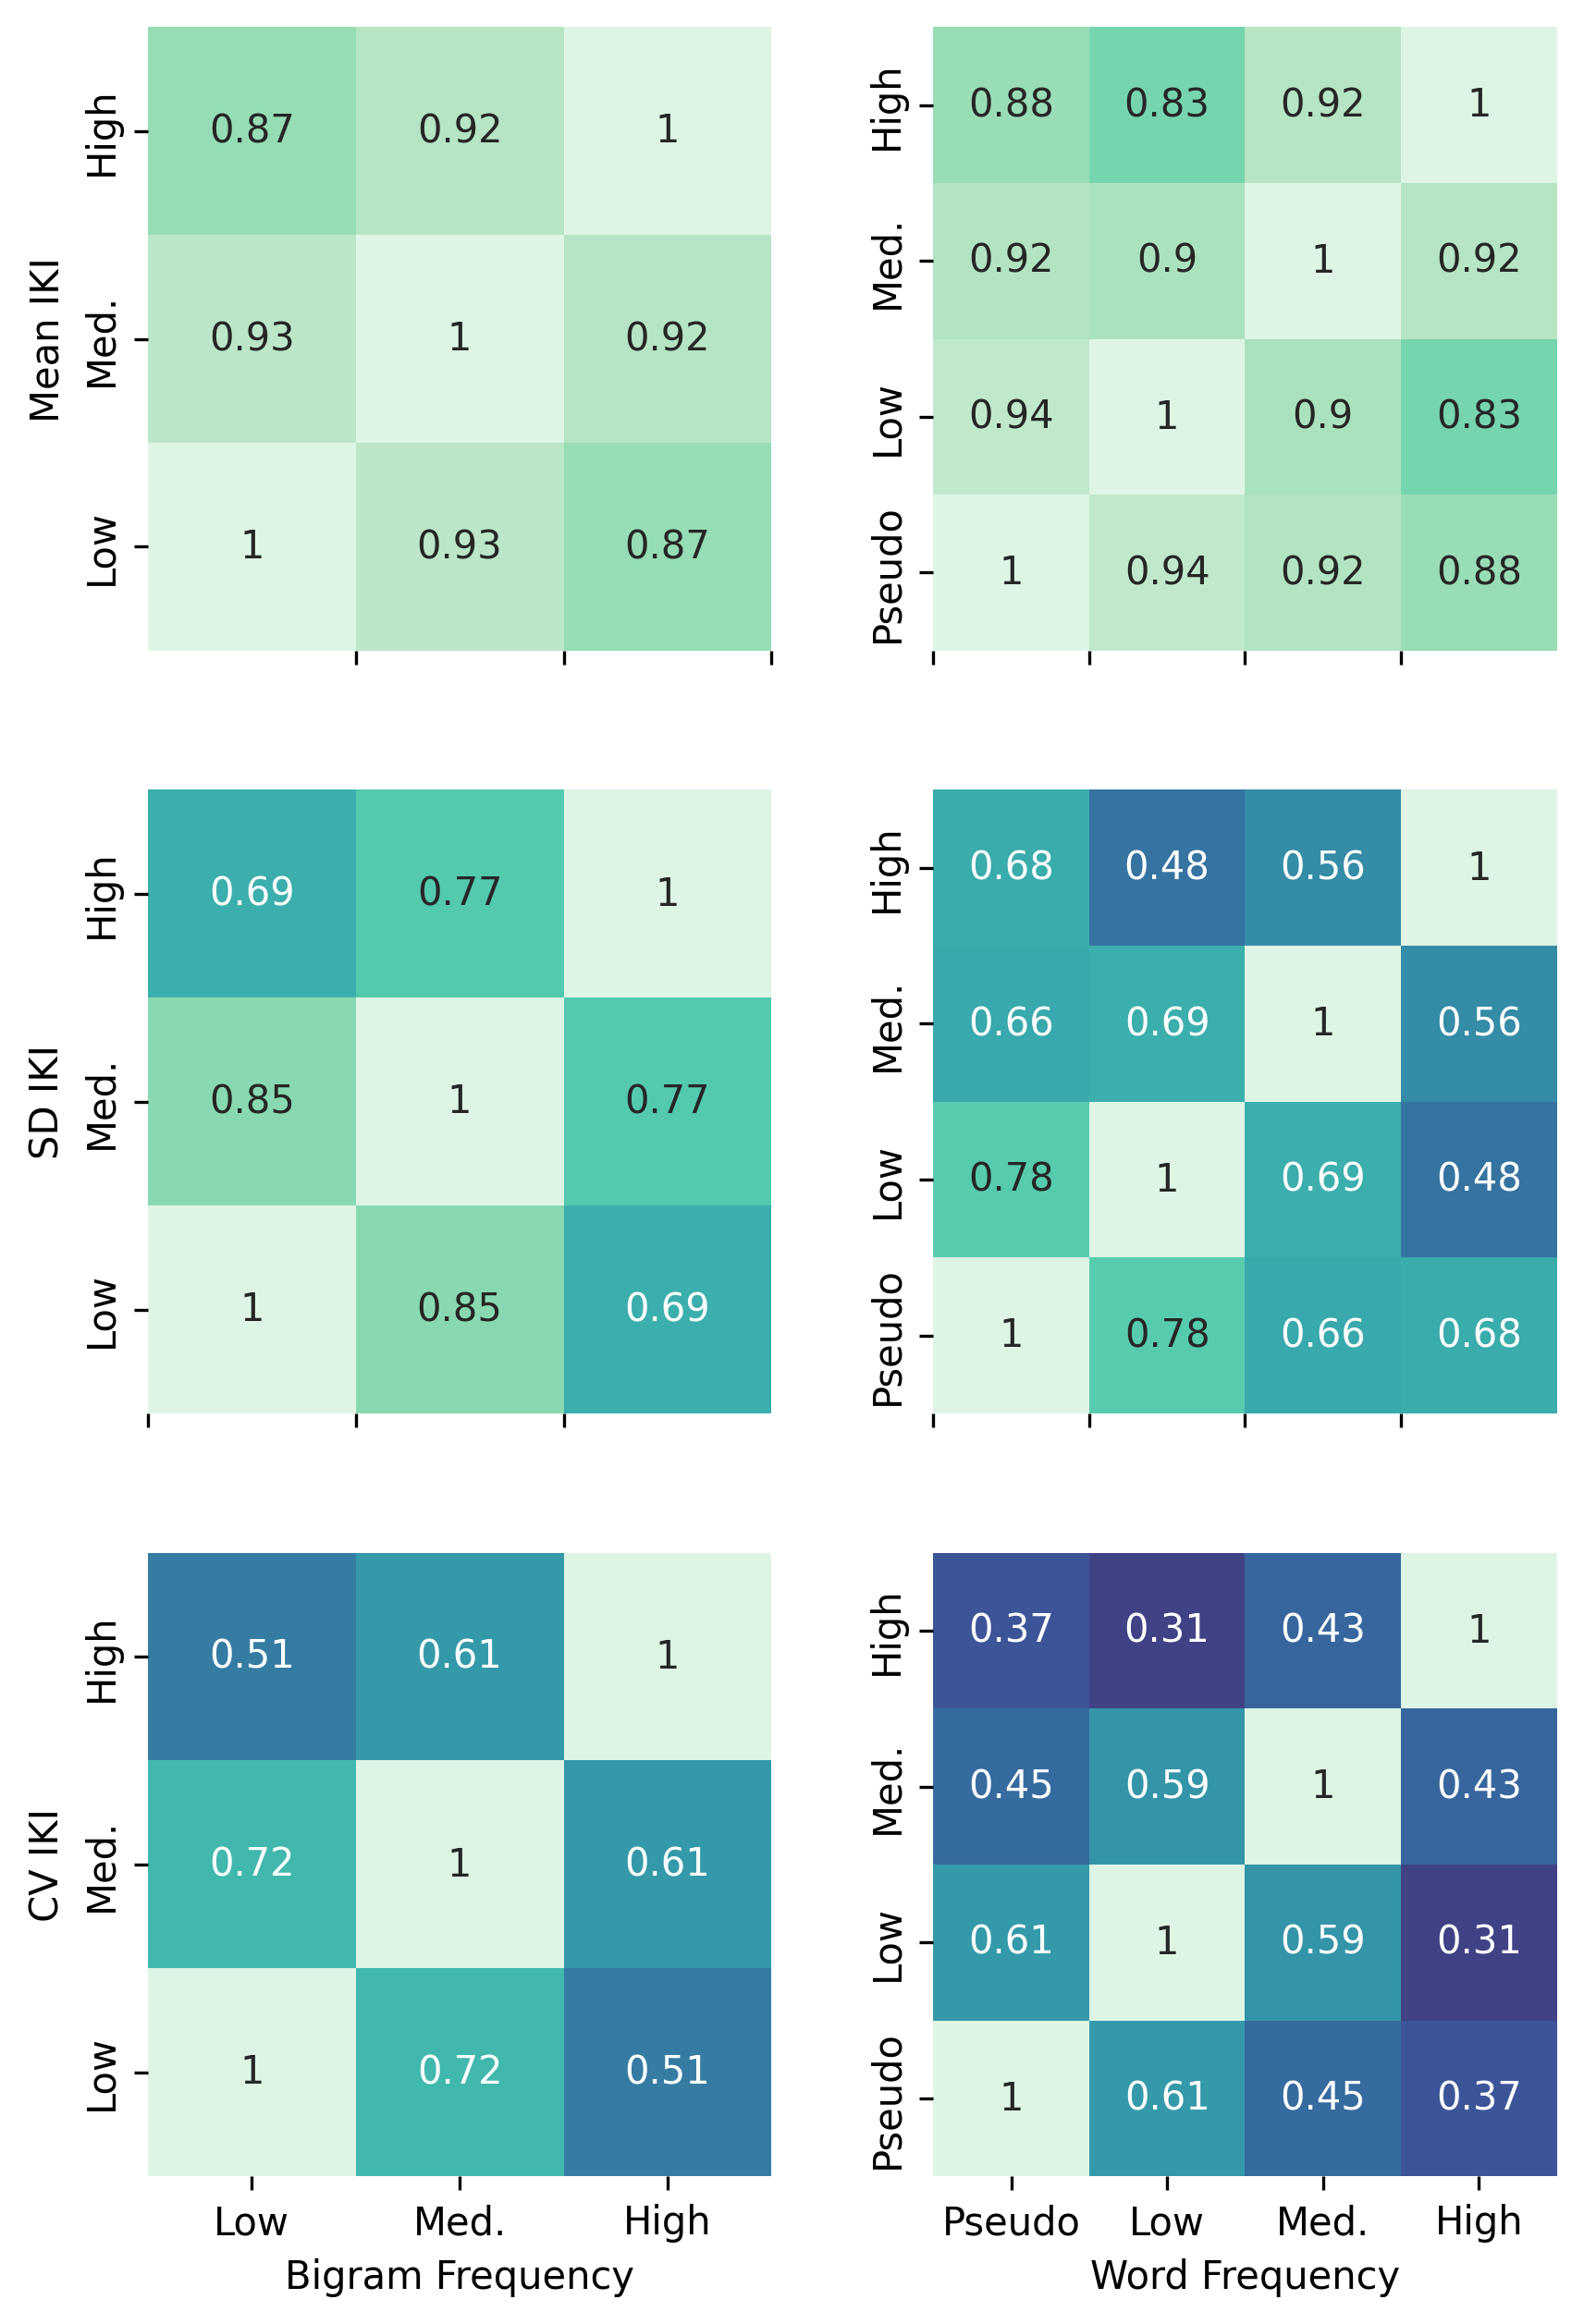 Mean IKI
High 0.87 0.92 1
Med. 0.93 1 0.92
Low 1 0.93 0.87
High 0.88 0.83 0.92 1
Med. 0.92 0.9 1 0.92
Low 0.94 1 0.9 0.83
Pseudo 1 0.94 0.92 0.88
SD IKI
High 0.69 0.77 1
Med. 0.85 1 0.77
Low 1 0.85 0.69
High 0.68 0.48 0.56 1
Med. 0.66 0.69 1 0.56
Low 0.78 1 0.69 0.48
Pseudo 1 0.78 0.66 0.68
CV IKI
High 0.51 0.61 1
Med. 0.72 1 0.61
Low 1 0.72 0.51
Low Med. High
Bigram Frequency
High 0.37 0.31 0.43 1
Med. 0.45 0.59 1 0.43
Low 0.61 1 0.59 0.31
Pseudo 1 0.61 0.45 0.37
Pseudo Low Med. High
Word Frequency